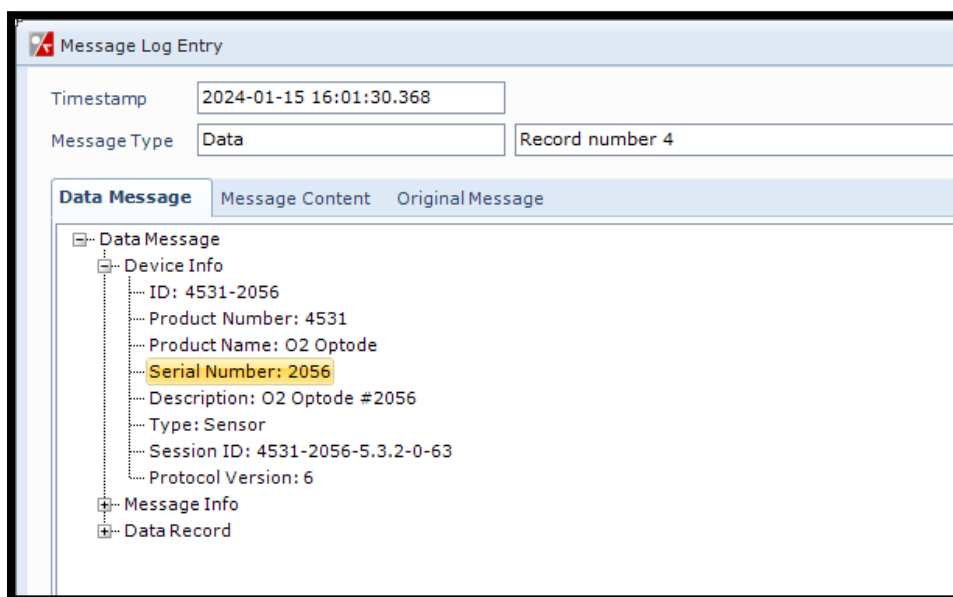 Message Log Entry
Timestamp 2024-01-15 16:01:30.368
Message Type Data Record number 4
Data Message Message Content Original Message
Data Message
Device Info
ID: 4531-2056
Product Number: 4531
Product Name: O2 Optode
Serial Number: 2056
Description: O2 Optode #2056
Type: Sensor
Session ID: 4531-2056-5.3.2-0-63
Protocol Version: 6
Message Info
Data Record